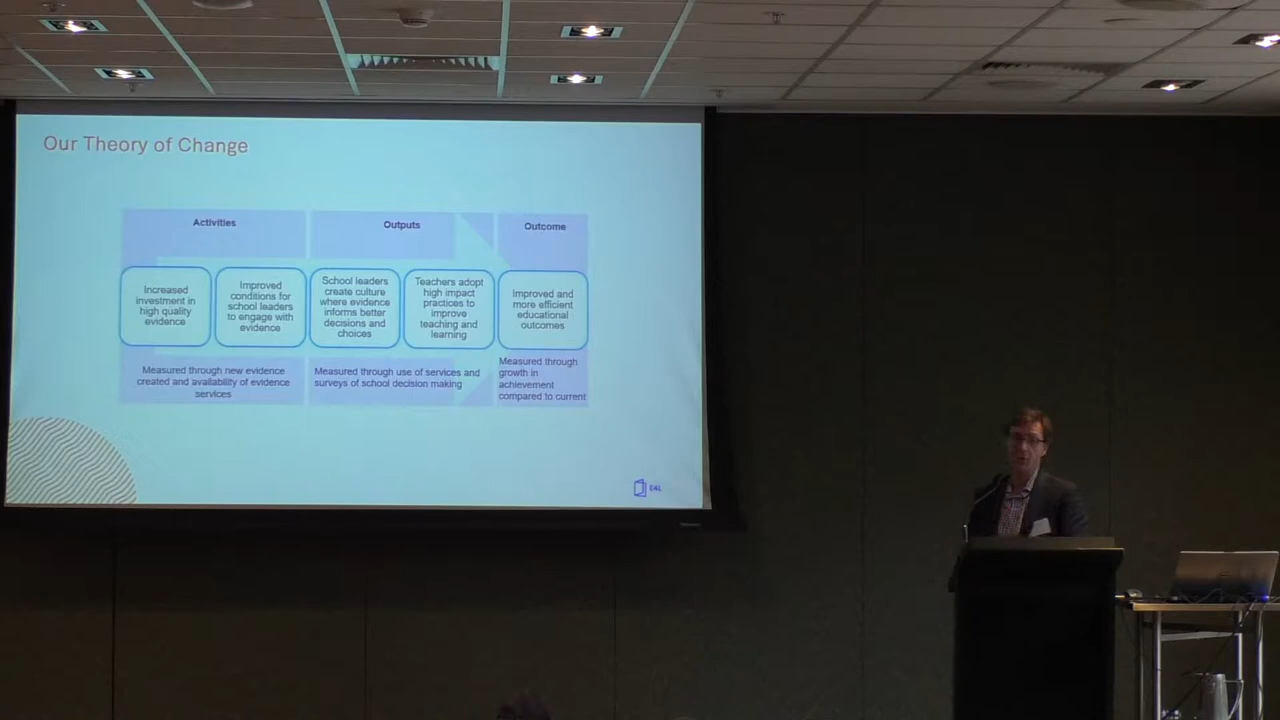 Our Theory of Change
Activities
Outputs
Outcome
Increased
investment in
high quality
evidence
Improved
conditions for
school leaders
to engage with
evidence
School leaders
create culture
where evidence
informs better
decisions and
choices
Teachers adopt
high impact
practices to
improve
teaching and
learning
Improved and
more efficient
educational
outcomes
Measured through new evidence
created and availability of evidence
services
Measured through use of services and
surveys of school decision making
Measured through
growth in
achievement
compared to current
E4L